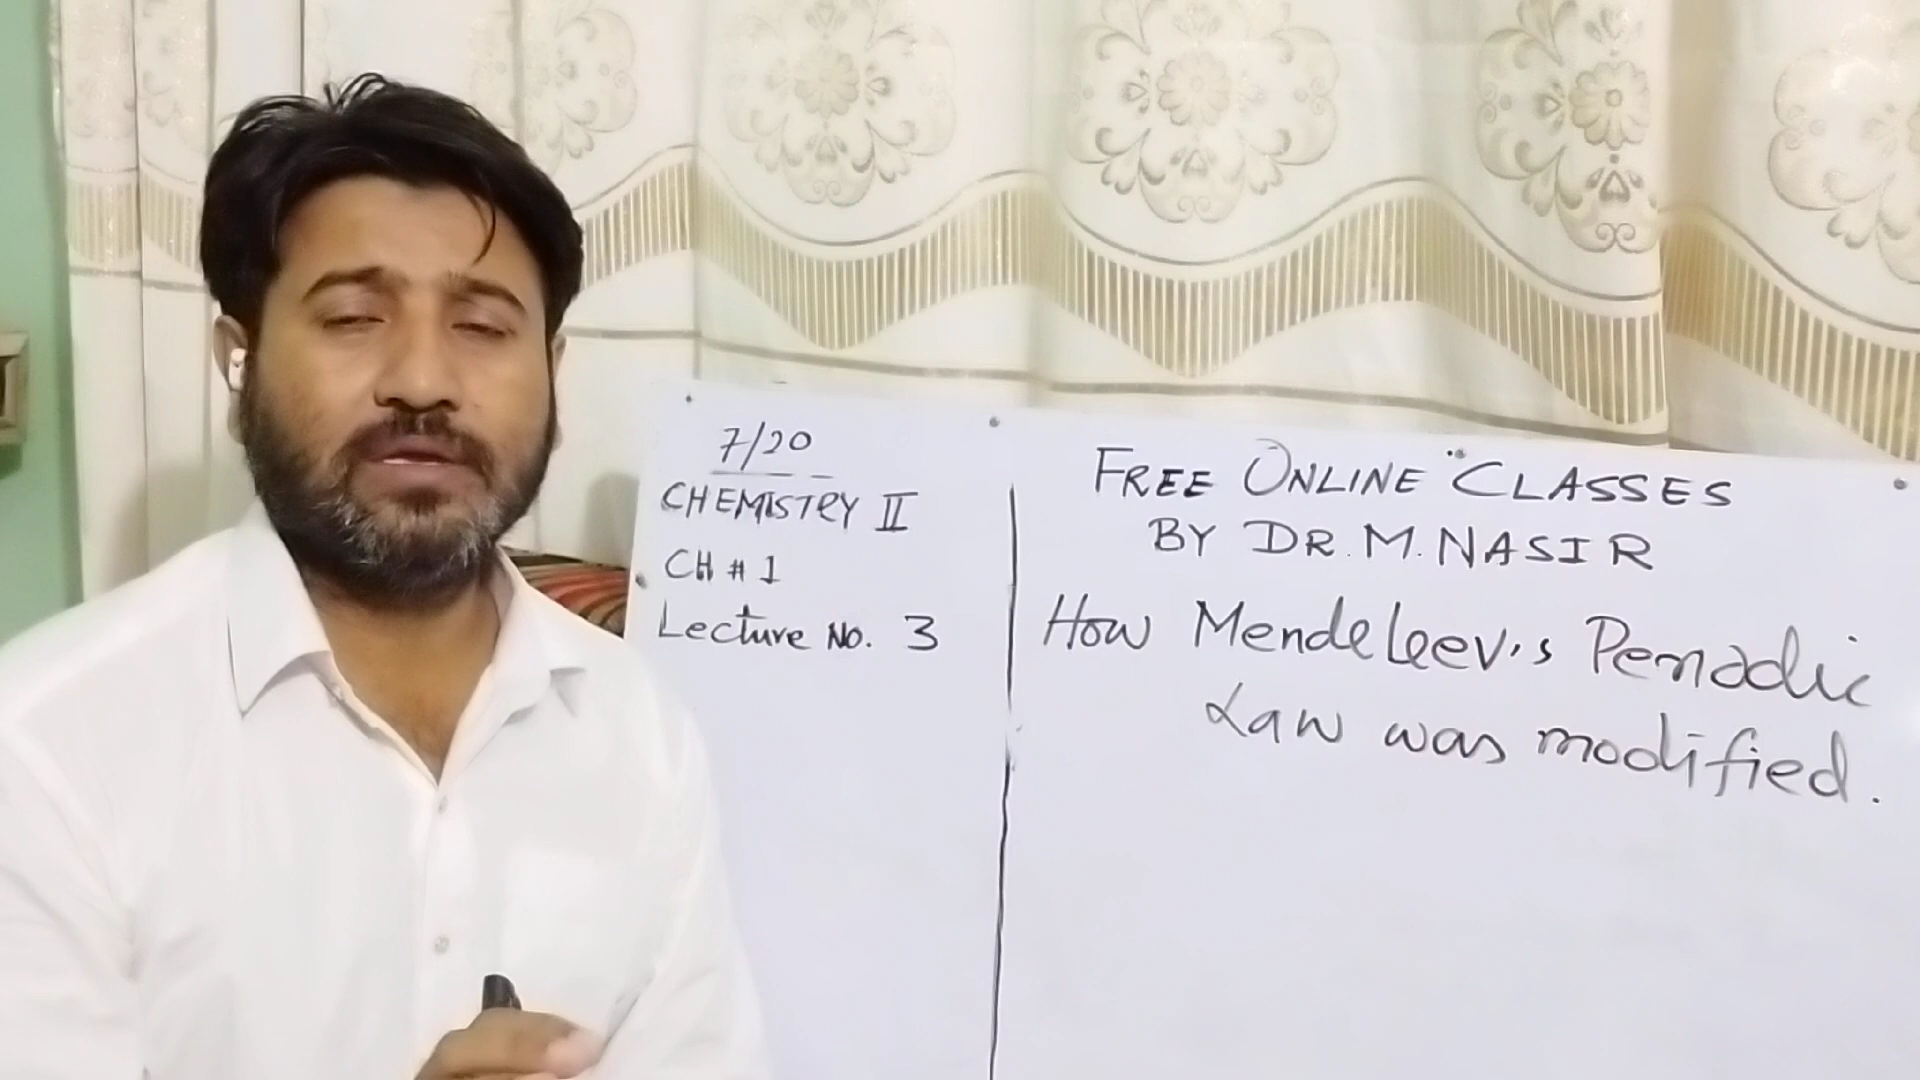 7/20
CHEMISTRY II
CH # 1
Lecture No. 3
FREE ONLINE CLASSES
BY DR. M. NASIR
How Mendeleev's Periodic
Law was modified.